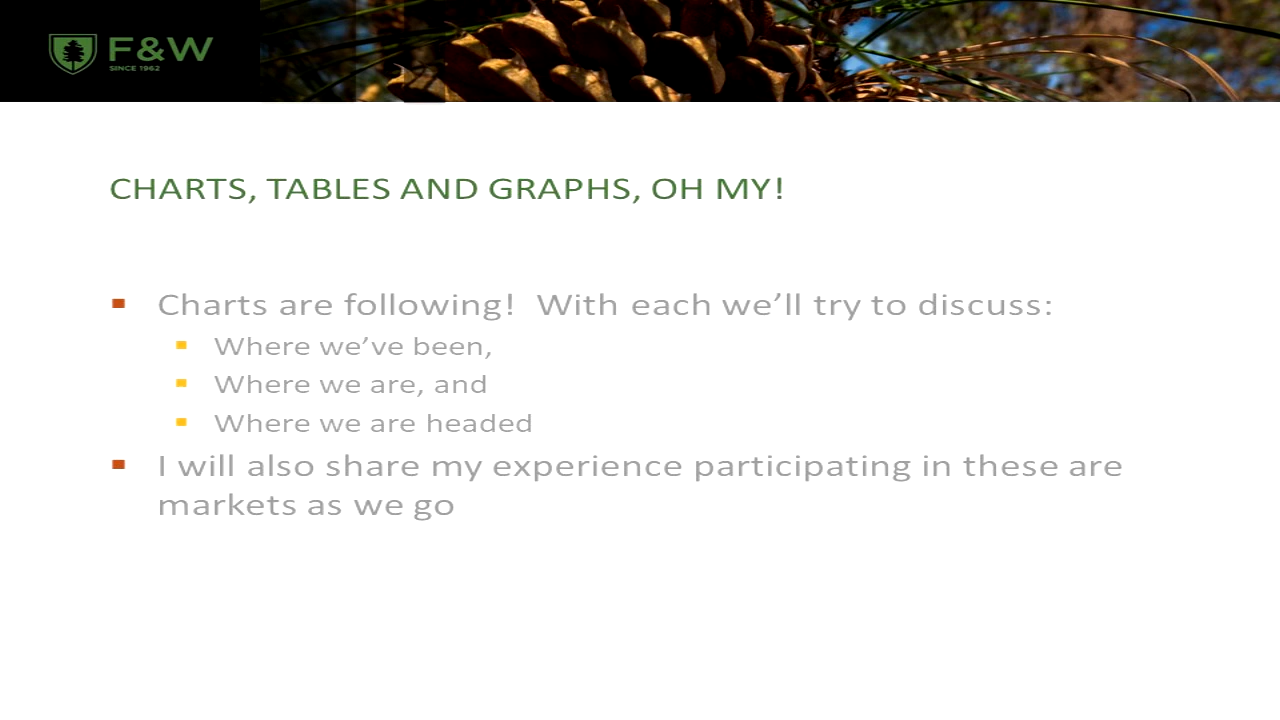 F&W
SINCE 1962
CHARTS, TABLES AND GRAPHS, OH MY!
Charts are following!  With each we’ll try to discuss:
Where we’ve been,
Where we are, and
Where we are headed
I will also share my experience participating in these are
markets as we go